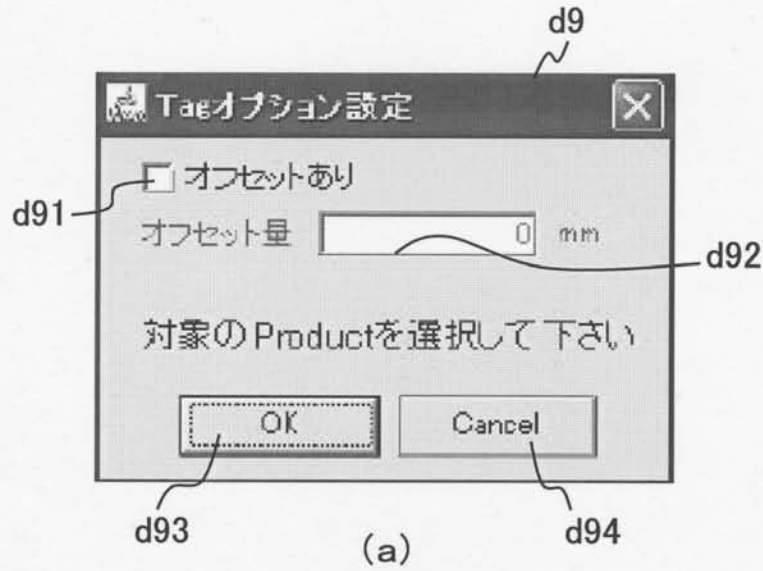 d9
Tagオプション設定
d91
オフセットあり
オフセット量 0 mm
d92
対象のProductを選択して下さい
OK Cancel
d93 d94
(a)